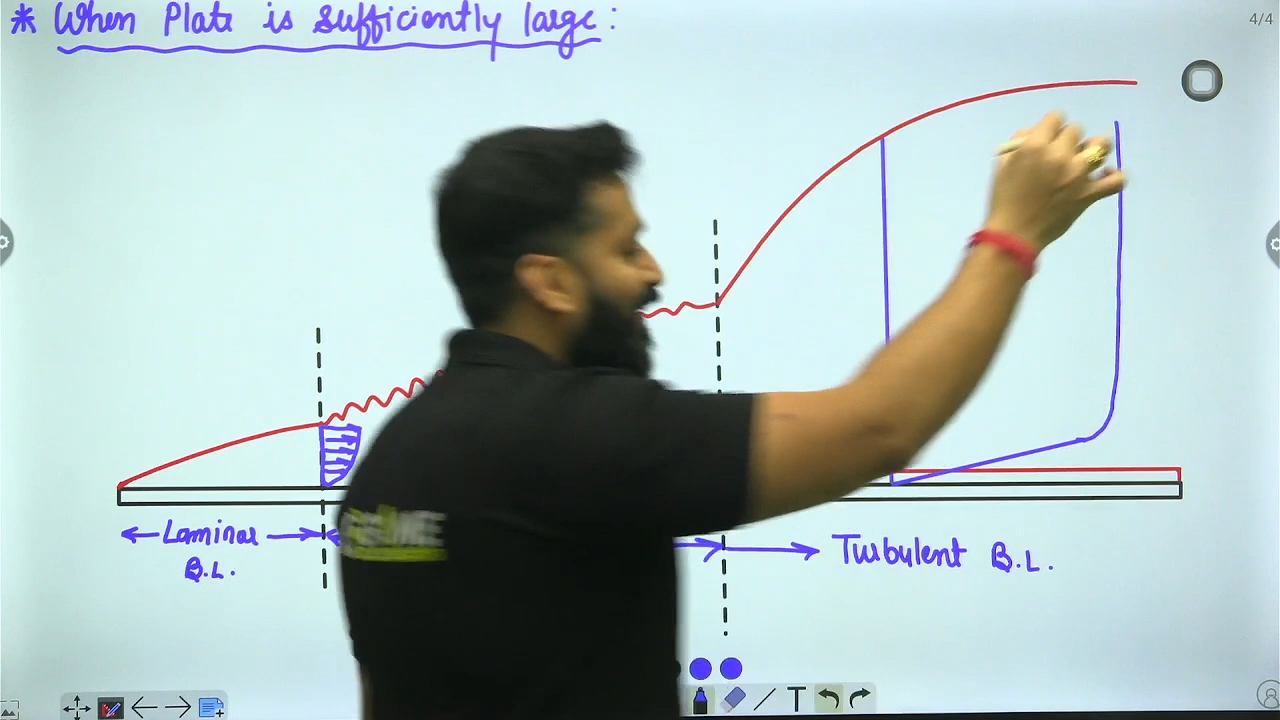 * When Plate is sufficiently large:
4/4
← Laminar →
B.L.
→ Turbulent B.L.
T